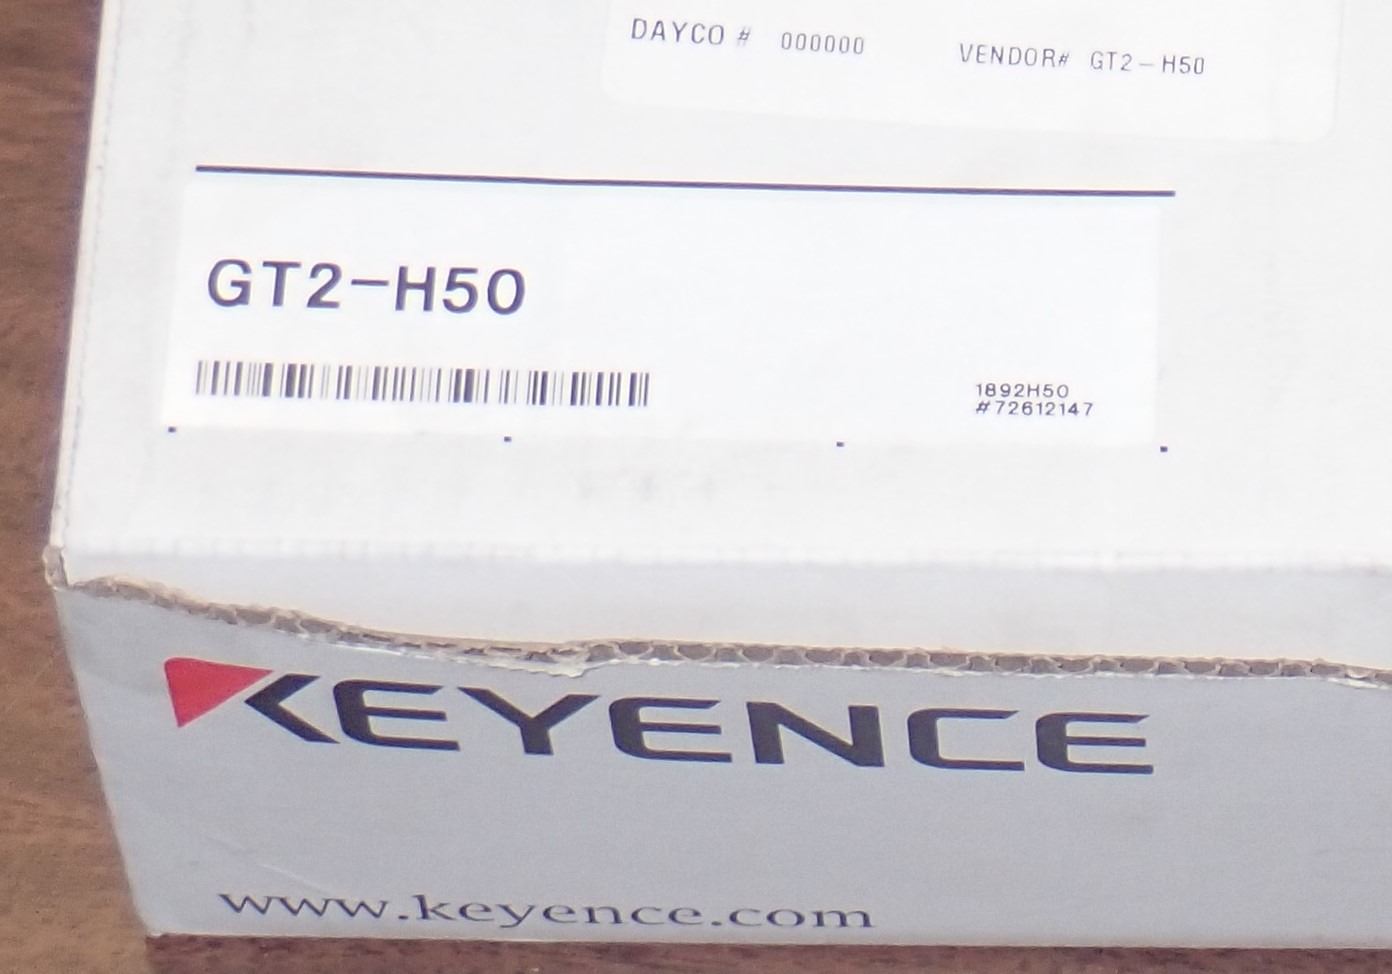 DAYCO # 000000 VENDOR# GT2-H50
GT2-H50
1892H50
#72612147
KEYENCE
www.keyence.com